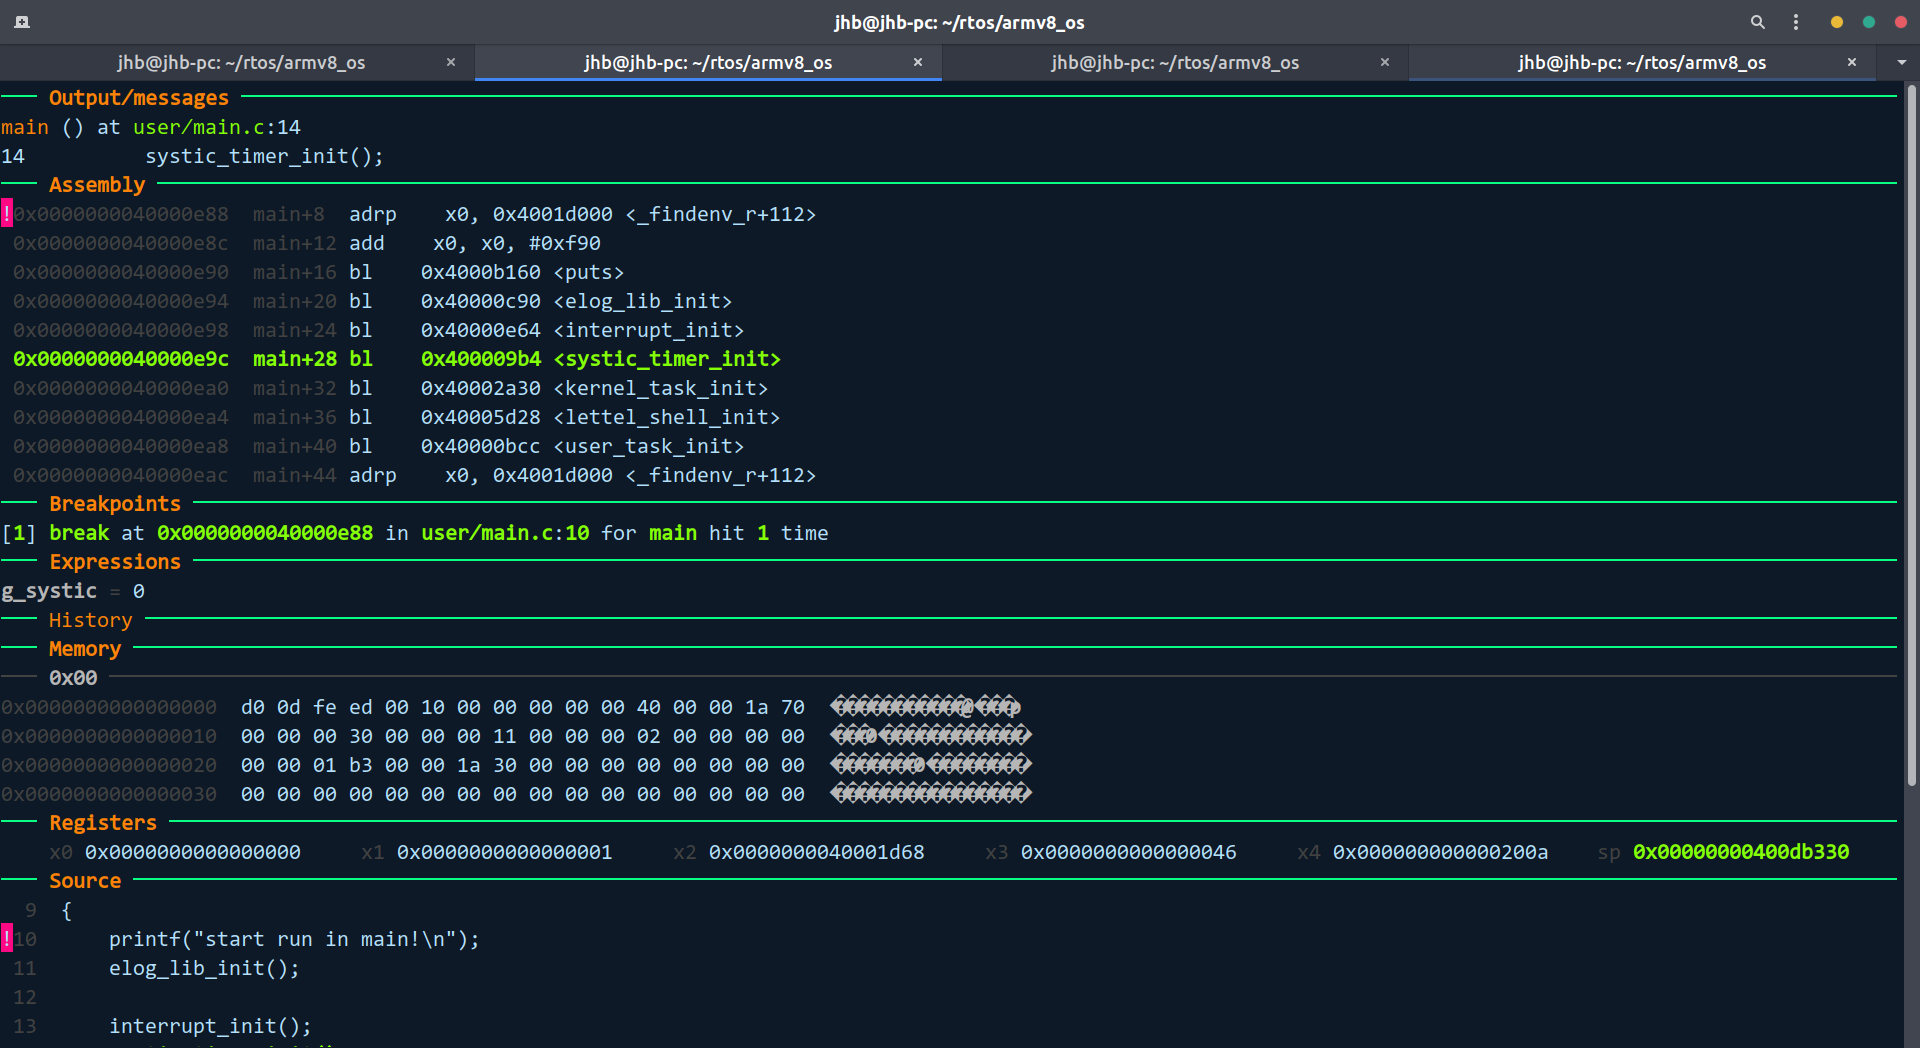 jhb@jhb-pc: ~/rtos/armv8_os
jhb@jhb-pc: ~/rtos/armv8_os × jhb@jhb-pc: ~/rtos/armv8_os × jhb@jhb-pc: ~/rtos/armv8_os × jhb@jhb-pc: ~/rtos/armv8_os ×
Output/messages
main () at user/main.c:14
14          systic_timer_init();
Assembly
!0x0000000040000e88  main+8  adrp    x0, 0x4001d000 <_findenv_r+112>
0x0000000040000e8c  main+12 add    x0, x0, #0xf90
0x0000000040000e90  main+16 bl    0x4000b160 <puts>
0x0000000040000e94  main+20 bl    0x40000c90 <elog_lib_init>
0x0000000040000e98  main+24 bl    0x40000e64 <interrupt_init>
0x0000000040000e9c  main+28 bl    0x400009b4 <systic_timer_init>
0x0000000040000ea0  main+32 bl    0x40002a30 <kernel_task_init>
0x0000000040000ea4  main+36 bl    0x40005d28 <lettel_shell_init>
0x0000000040000ea8  main+40 bl    0x40000bcc <user_task_init>
0x0000000040000eac  main+44 adrp    x0, 0x4001d000 <_findenv_r+112>
Breakpoints
[1] break at 0x0000000040000e88 in user/main.c:10 for main hit 1 time
Expressions
g_systic = 0
History
Memory
0x00
0x0000000000000000  d0 0d fe ed 00 10 00 00 00 00 00 40 00 00 1a 70
0x0000000000000010  00 00 00 30 00 00 00 11 00 00 00 02 00 00 00 00
0x0000000000000020  00 00 01 b3 00 00 1a 30 00 00 00 00 00 00 00 00
0x0000000000000030  00 00 00 00 00 00 00 00 00 00 00 00 00 00 00 00
Registers
x0 0x0000000000000000     x1 0x0000000000000001     x2 0x0000000040001d68     x3 0x0000000000000046     x4 0x000000000000200a    sp 0x00000000400db330
Source
9  {
!10      printf("start run in main!\n");
11      elog_lib_init();
12
13      interrupt_init();